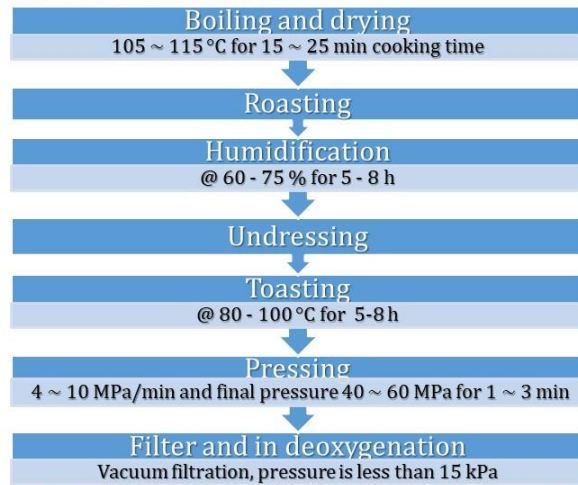 Boiling and drying
105 ~ 115 °C for 15 ~ 25 min cooking time
Roasting
Humidification
@ 60 - 75 % for 5 - 8 h
Undressing
Toasting
@ 80 - 100 °C for 5-8 h
Pressing
4 ~ 10 MPa/min and final pressure 40 ~ 60 MPa for 1 ~ 3 min
Filter and in deoxygenation
Vacuum filtration, pressure is less than 15 kPa